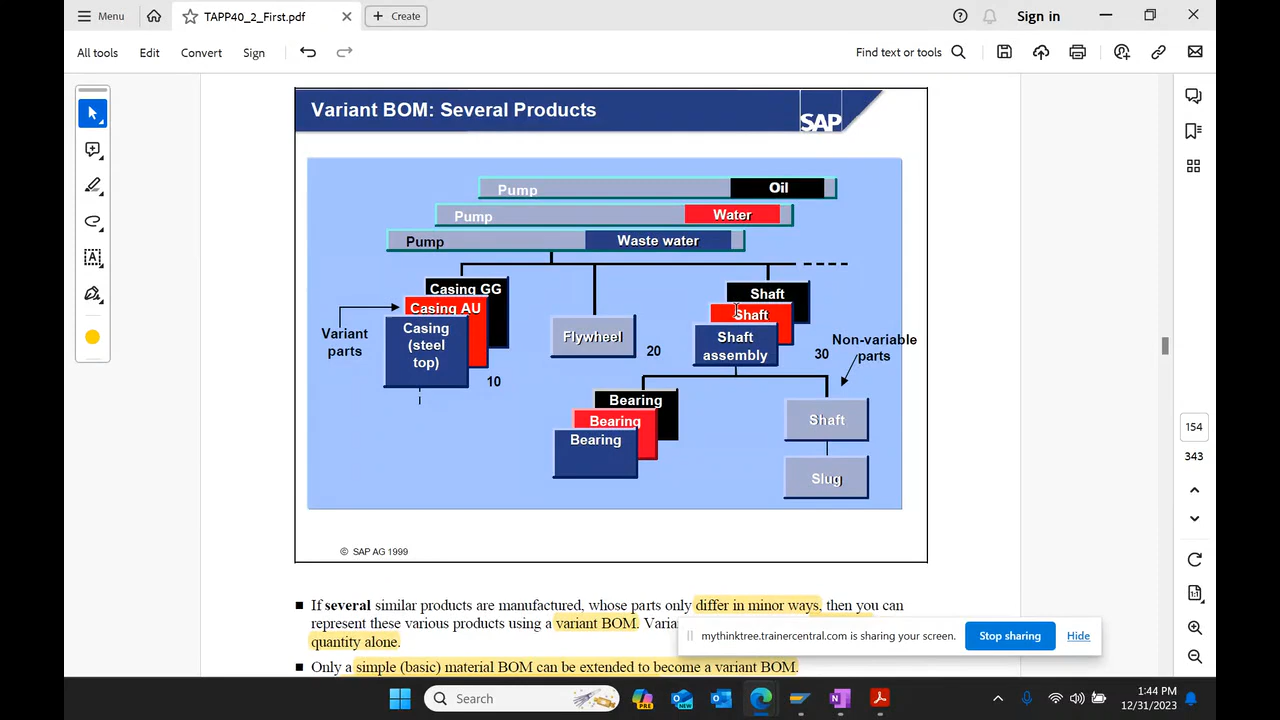 Menu
TAPP40_2_First.pdf
Create
Sign in
All tools
Edit
Convert
Sign
Find text or tools
Variant BOM: Several Products
SAP
Pump
Oil
Pump
Water
Pump
Waste water
Casing GG
Casing AU
Casing
(steel
top)
10
Variant
parts
Flywheel
20
Shaft
Shaft
Shaft
assembly
30
Non-variable
parts
Bearing
Bearing
Bearing
Shaft
Slug
© SAP AG 1999
154
343
■ If several similar products are manufactured, whose parts only differ in minor ways, then you can
represent these various products using a variant BOM.
quantity alone.
■ Only a simple (basic) material BOM can be extended to become a variant BOM.
mythinktree.trainercentral.com is sharing your screen.
Stop sharing
Hide
Search
PRE
NEW
1:44 PM
12/31/2023